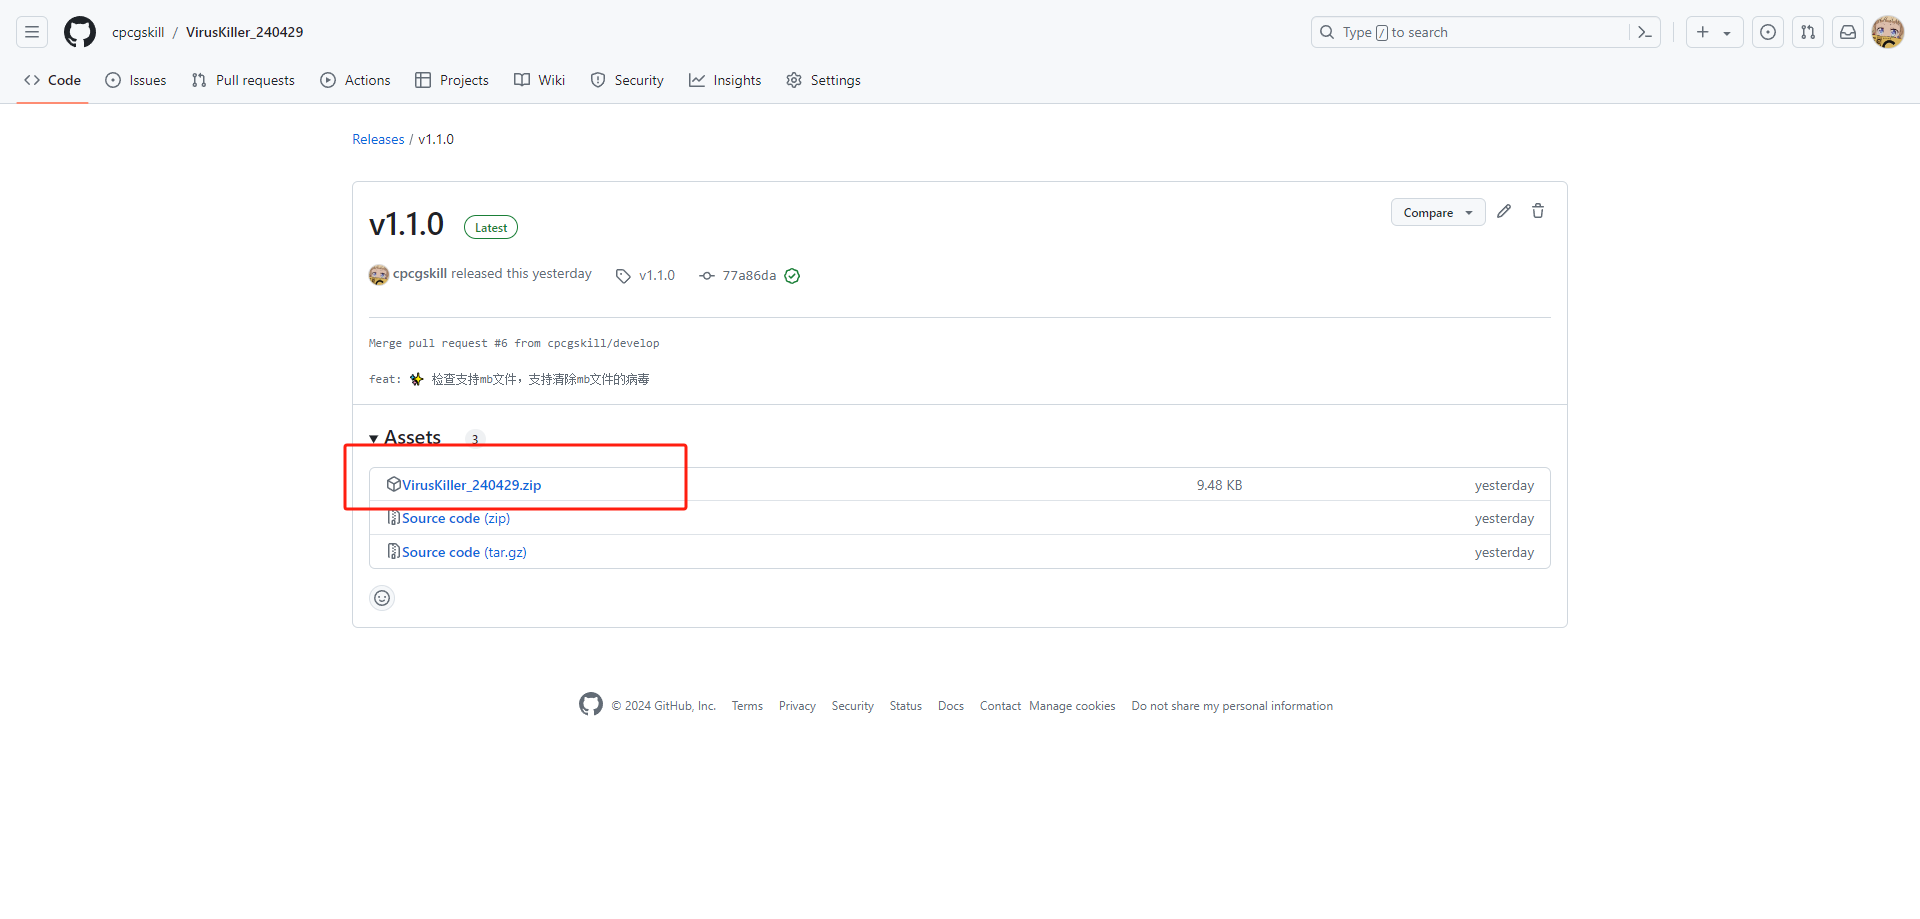 cpcgskill / VirusKiller_240429
Type / to search
Code Issues Pull requests Actions Projects Wiki Security Insights Settings
Releases / v1.1.0
v1.1.0 Latest
Compare
cpcgskill released this yesterday v1.1.0 77a86da
Merge pull request #6 from cpcgskill/develop
feat: ✨ 检查支持mb文件，支持清除mb文件的病毒
Assets 3
VirusKiller_240429.zip 9.48 KB yesterday
Source code (zip) yesterday
Source code (tar.gz) yesterday
© 2024 GitHub, Inc. Terms Privacy Security Status Docs Contact Manage cookies Do not share my personal information